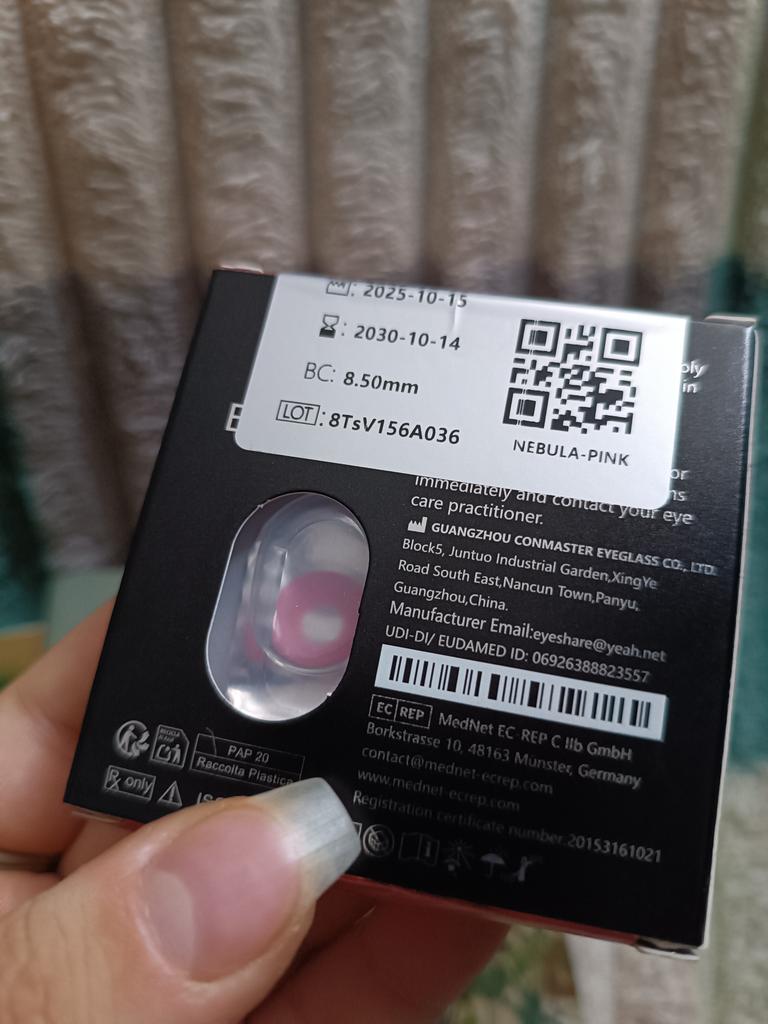 : 2025-10-15
: 2030-10-14
BC: 8.50mm
LOT: 8TsV156A036
NEBULA-PINK
in
immediately and contact your eye
care practitioner.
GUANGZHOU CONMASTER EYEGLASS CO., LTD.
Block5, Juntuo Industrial Garden,XingYe
Road South East,Nancun Town,Panyu,
Guangzhou,China.
Manufacturer Email:eyeshare@yeah.net
UDI-DI/ EUDAMED ID: 06926388823557
EC REP MedNet EC-REP C IIb GmbH
Borkstrasse 10, 48163 Münster, Germany
contact@mednet-ecrep.com
www.mednet-ecrep.com
Registration certificate number:20153161021
PAP 20
Raccolta Plastica
Rx only